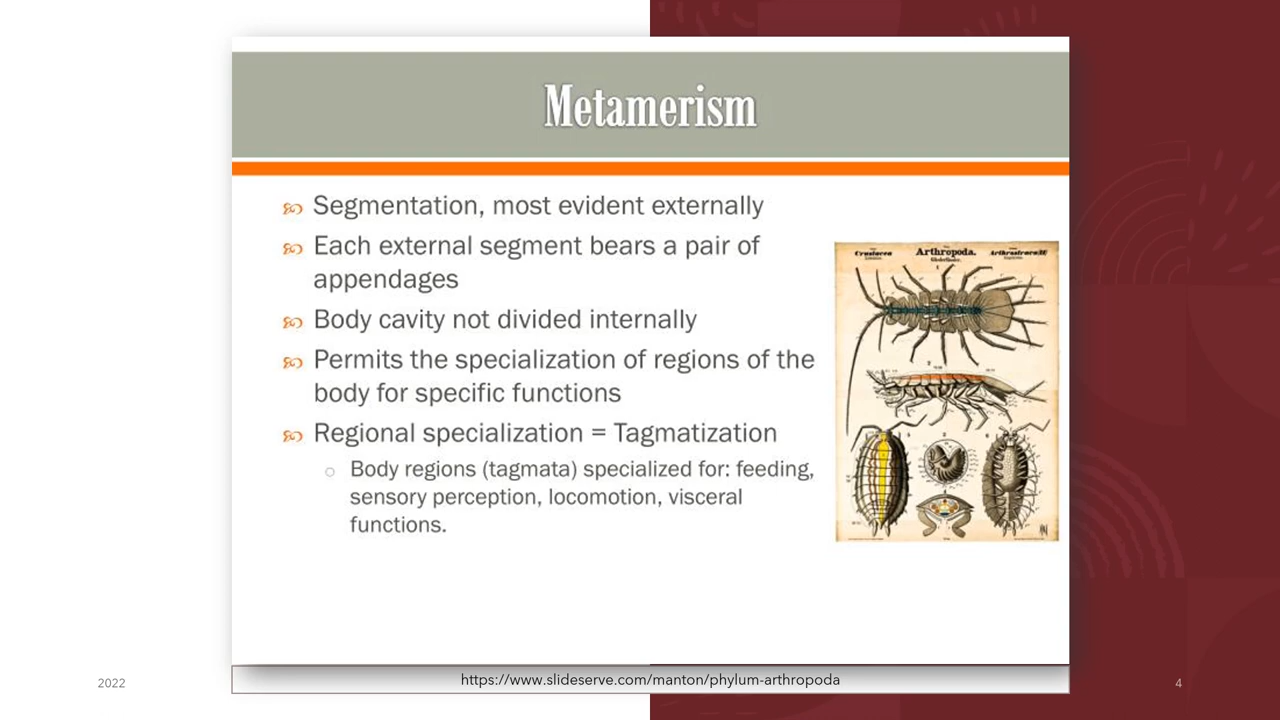 Metamerism
Segmentation, most evident externally
Each external segment bears a pair of
appendages
Body cavity not divided internally
Permits the specialization of regions of the
body for specific functions
Regional specialization = Tagmatization
Body regions (tagmata) specialized for: feeding,
sensory perception, locomotion, visceral
functions.
Crustacea
Arthropoda.
https://www.slideserve.com/manton/phylum-arthropoda
2022
4